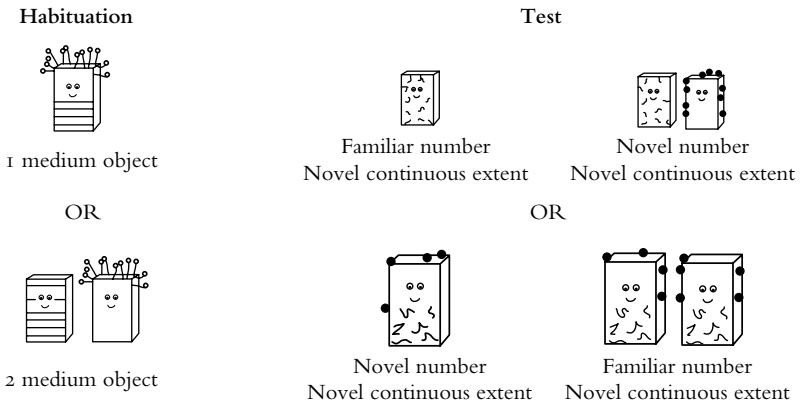 Habituation
Test
1 medium object
Familiar number
Novel continuous extent
Novel number
Novel continuous extent
OR
OR
2 medium object
Novel number
Novel continuous extent
Familiar number
Novel continuous extent